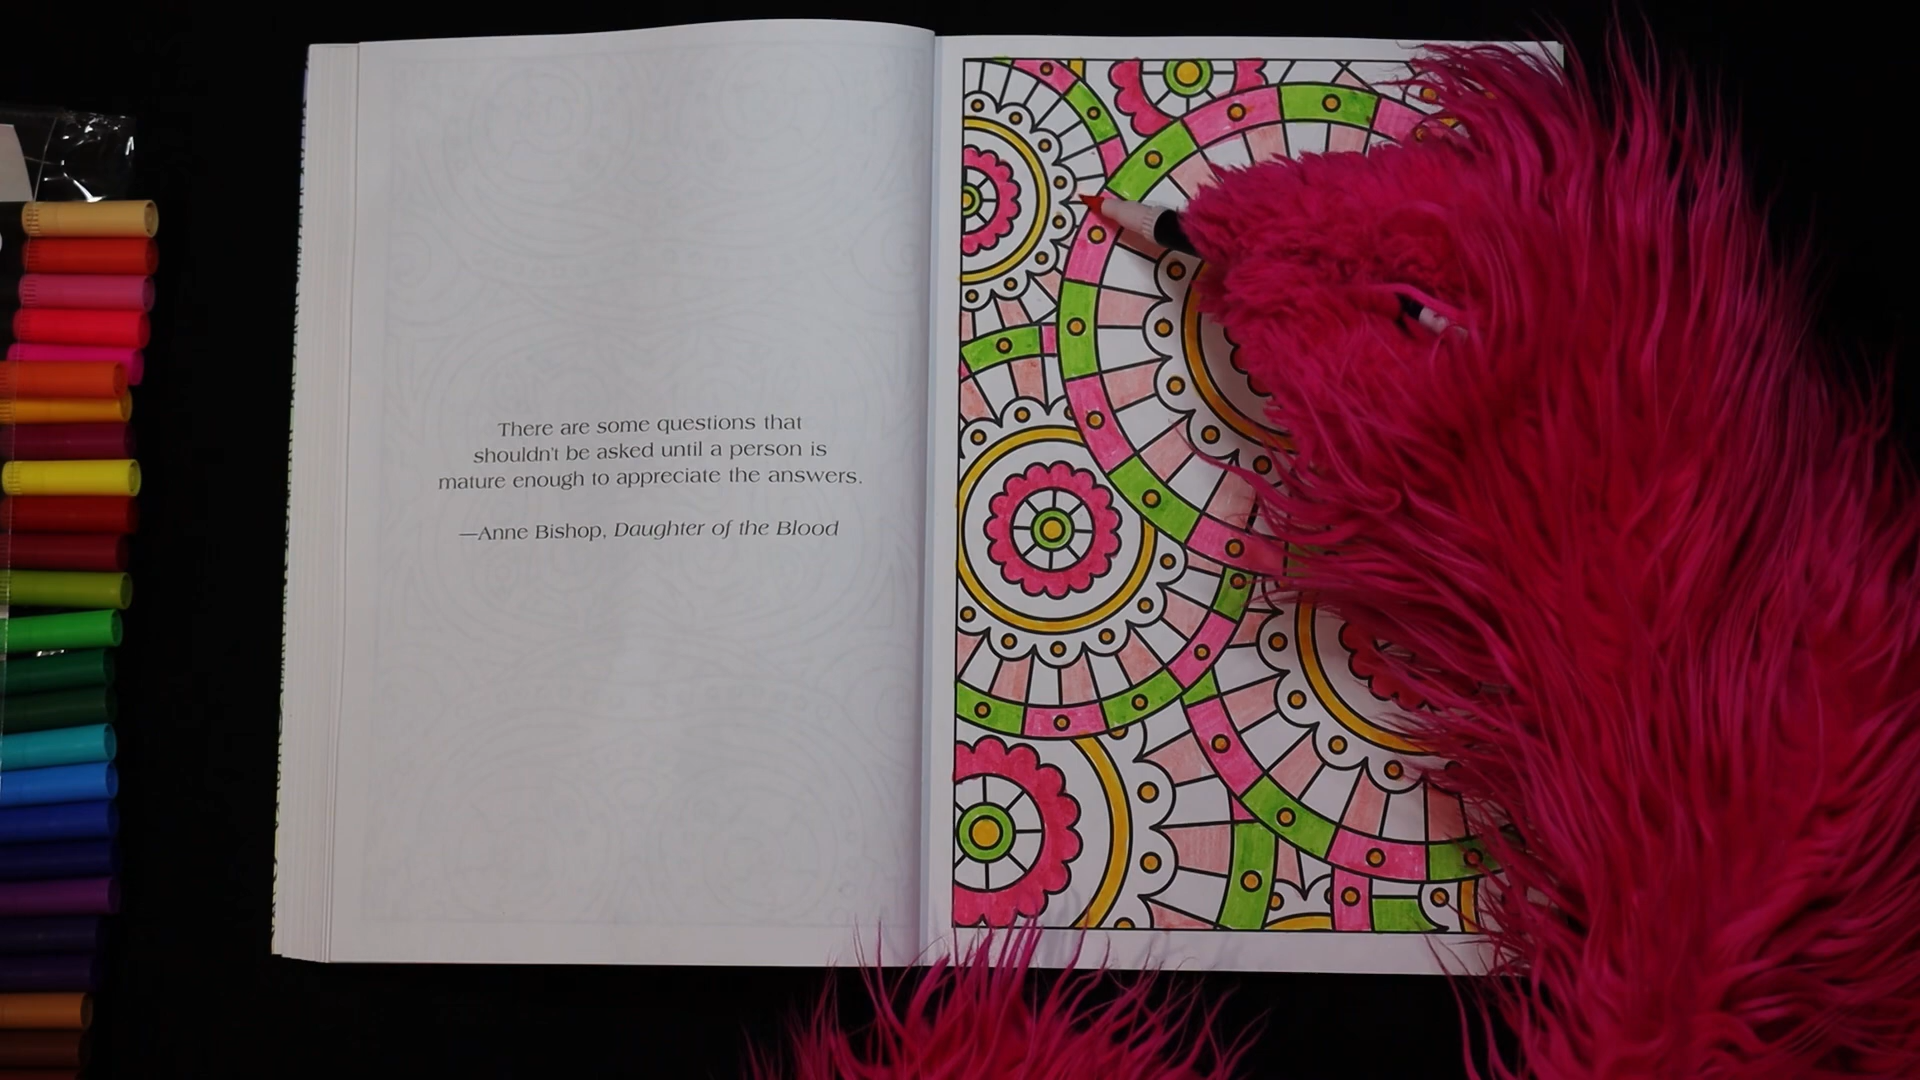 There are some questions that
shouldn't be asked until a person is
mature enough to appreciate the answers.
—Anne Bishop, Daughter of the Blood